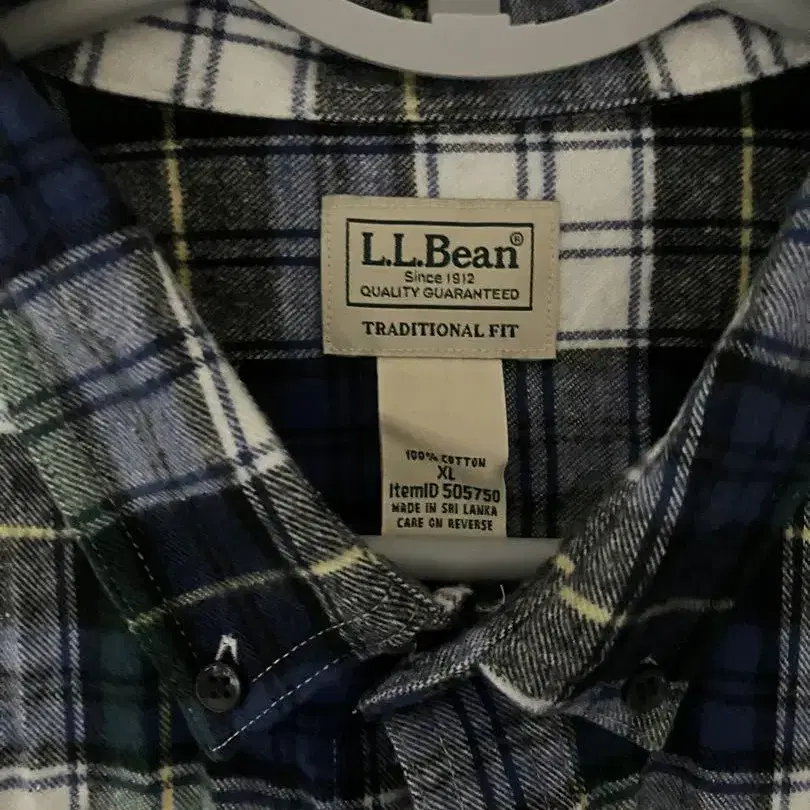 L.L.Bean®
Since 1912
QUALITY GUARANTEED
TRADITIONAL FIT
100% COTTON
XL
ItemID 505750
MADE IN SRI LANKA
CARE ON REVERSE